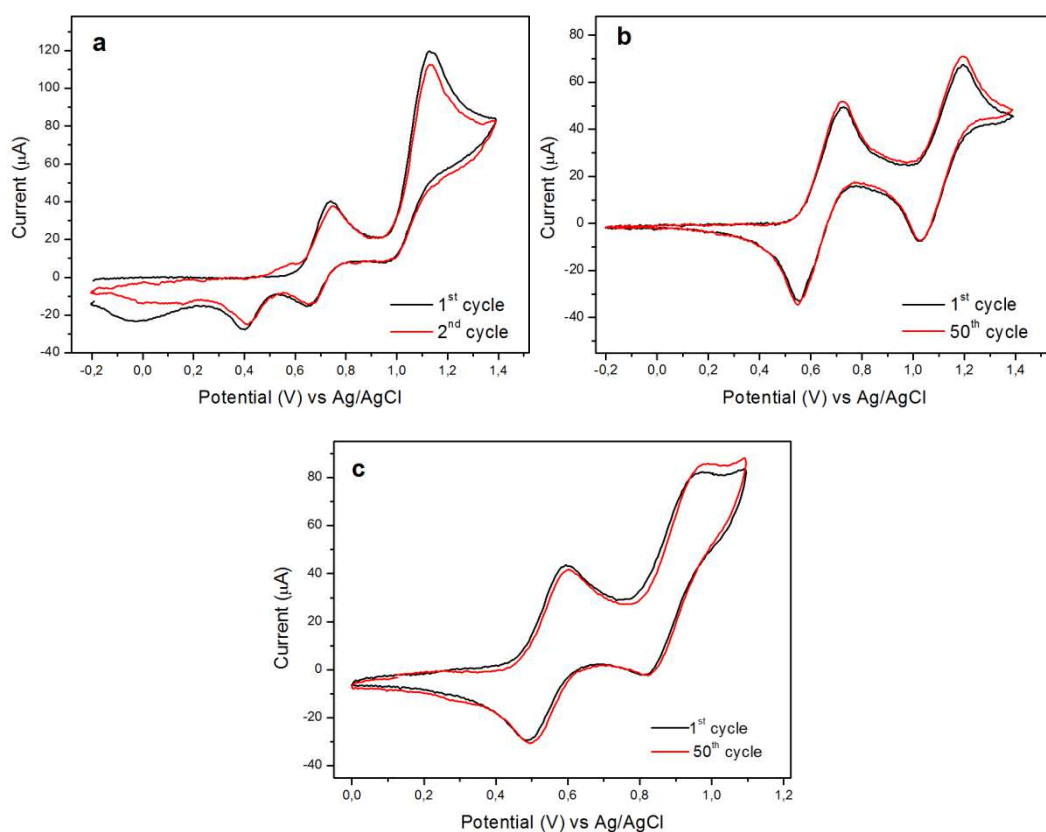 a
120
100
80
60
40
20
0
-20
-40
Current (μA)
1st cycle
2nd cycle
-0,2 0,0 0,2 0,4 0,6 0,8 1,0 1,2 1,4
Potential (V) vs Ag/AgCl
b
80
60
40
20
0
-20
-40
Current (μA)
1st cycle
50th cycle
-0,2 0,0 0,2 0,4 0,6 0,8 1,0 1,2 1,4
Potential (V) vs Ag/AgCl
c
80
60
40
20
0
-20
-40
Current (μA)
1st cycle
50th cycle
0,0 0,2 0,4 0,6 0,8 1,0 1,2
Potential (V) vs Ag/AgCl